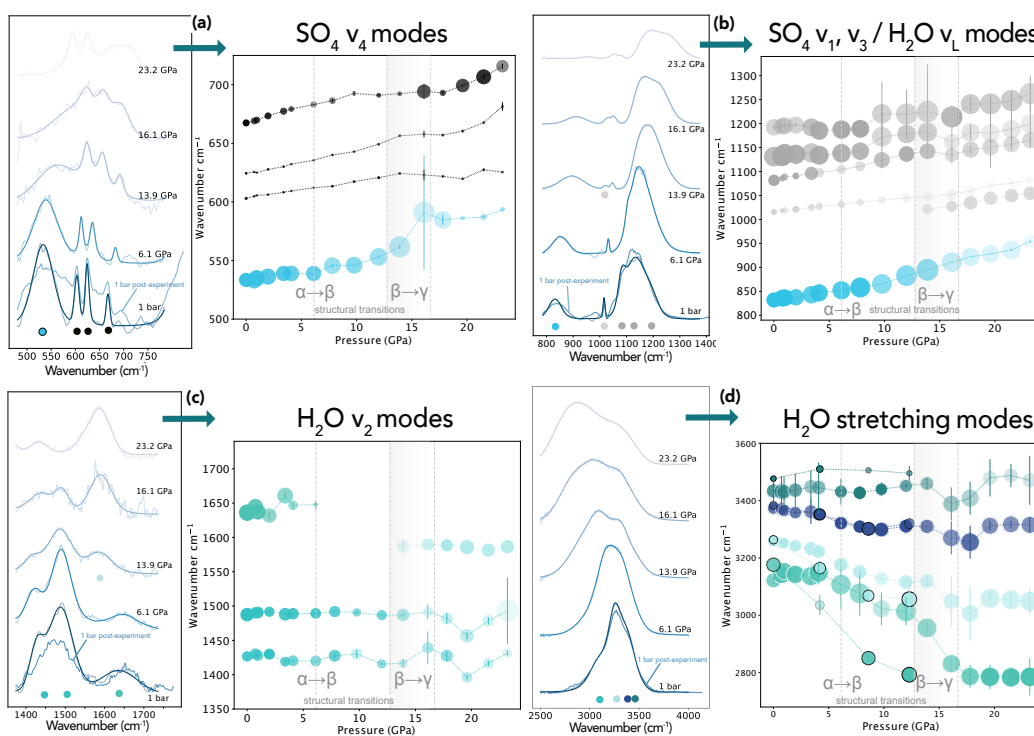 (a)
SO4 v4 modes
23.2 GPa
16.1 GPa
13.9 GPa
6.1 GPa
1 bar post-experiment
1 bar
480 500 550 600 650 700 750
Wavenumber (cm-1)
Wavenumber cm−1
700
650
600
550
500
α→β
β→γ
structural transitions
0 5 10 15 20
Pressure (GPa)
(b)
SO4 v1, v3 / H2O vL modes
23.2 GPa
16.1 GPa
13.9 GPa
6.1 GPa
1 bar post-experiment
1 bar
800 900 1000 1100 1200 1300 1400
Wavenumber (cm-1)
Wavenumber cm−1
1300
1250
1200
1150
1100
1050
1000
950
900
850
800
β→γ
α→β
structural transitions
0 5 10 15 20
Pressure (GPa)
(c)
H2O v2 modes
23.2 GPa
16.1 GPa
13.9 GPa
6.1 GPa
1 bar post-experiment
1 bar
1400 1500 1600 1700
Wavenumber (cm-1)
Wavenumber cm−1
1700
1650
1600
1550
1500
1450
1400
1350
α→β
β→γ
structural transitions
0 5 10 15 20
Pressure (GPa)
(d)
H2O stretching modes
23.2 GPa
16.1 GPa
13.9 GPa
6.1 GPa
1 bar post-experiment
1 bar
2500 3000 3500 4000
Wavenumber (cm-1)
Wavenumber cm−1
3600
3400
3200
3000
2800
α→β
β→γ
structural transitions
0 5 10 15 20
Pressure (GPa)